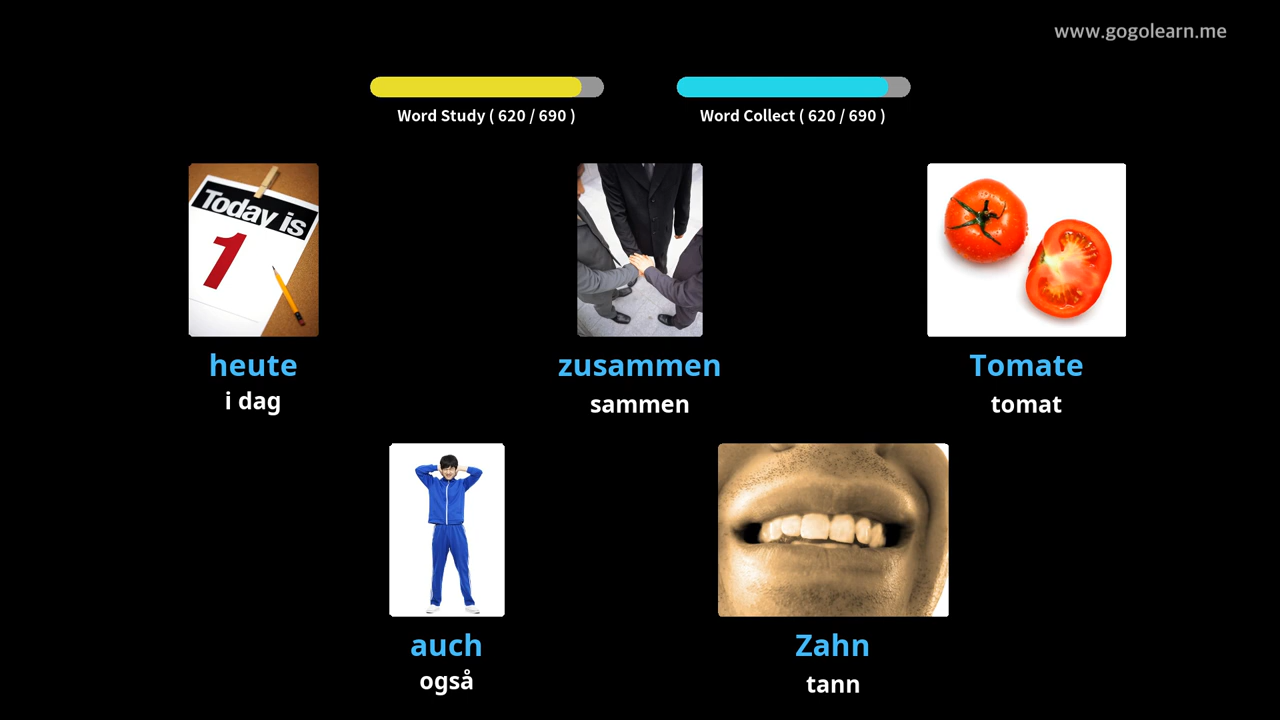 www.gogolearn.me
Word Study ( 620 / 690 )
Word Collect ( 620 / 690 )
Today is
1
heute
i dag
zusammen
sammen
Tomate
tomat
auch
også
Zahn
tann